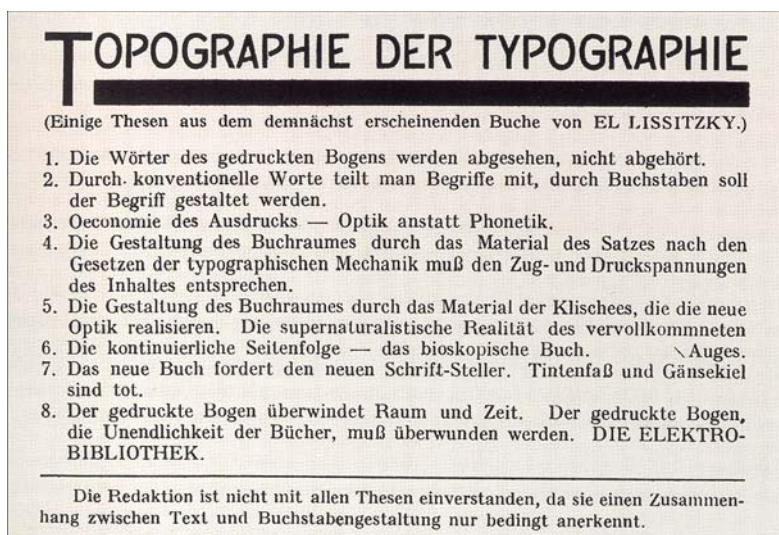 TOPOGRAPHIE DER TYPOGRAPHIE
(Einige Thesen aus dem demnächst erscheinenden Buche von EL LISSITZKY.)
1. Die Wörter des gedruckten Bogens werden abgesehen, nicht abgehört.
2. Durch konventionelle Worte teilt man Begriffe mit, durch Buchstaben soll
der Begriff gestaltet werden.
3. Oeconomie des Ausdrucks — Optik anstatt Phonetik.
4. Die Gestaltung des Buchraumes durch das Material des Satzes nach den
Gesetzen der typographischen Mechanik muß den Zug- und Druckspannungen
des Inhaltes entsprechen.
5. Die Gestaltung des Buchraumes durch das Material der Klischees, die die neue
Optik realisieren. Die supernaturalistische Realität des vervollkommneten
6. Die kontinuierliche Seitenfolge — das bioskopische Buch. \ Auges.
7. Das neue Buch fordert den neuen Schrift-Steller. Tintenfaß und Gänsekiel
sind tot.
8. Der gedruckte Bogen überwindet Raum und Zeit. Der gedruckte Bogen,
die Unendlichkeit der Bücher, muß überwunden werden. DIE ELEKTRO-
BIBLIOTHEK.
Die Redaktion ist nicht mit allen Thesen einverstanden, da sie einen Zusammen-
hang zwischen Text und Buchstabengestaltung nur bedingt anerkennt.